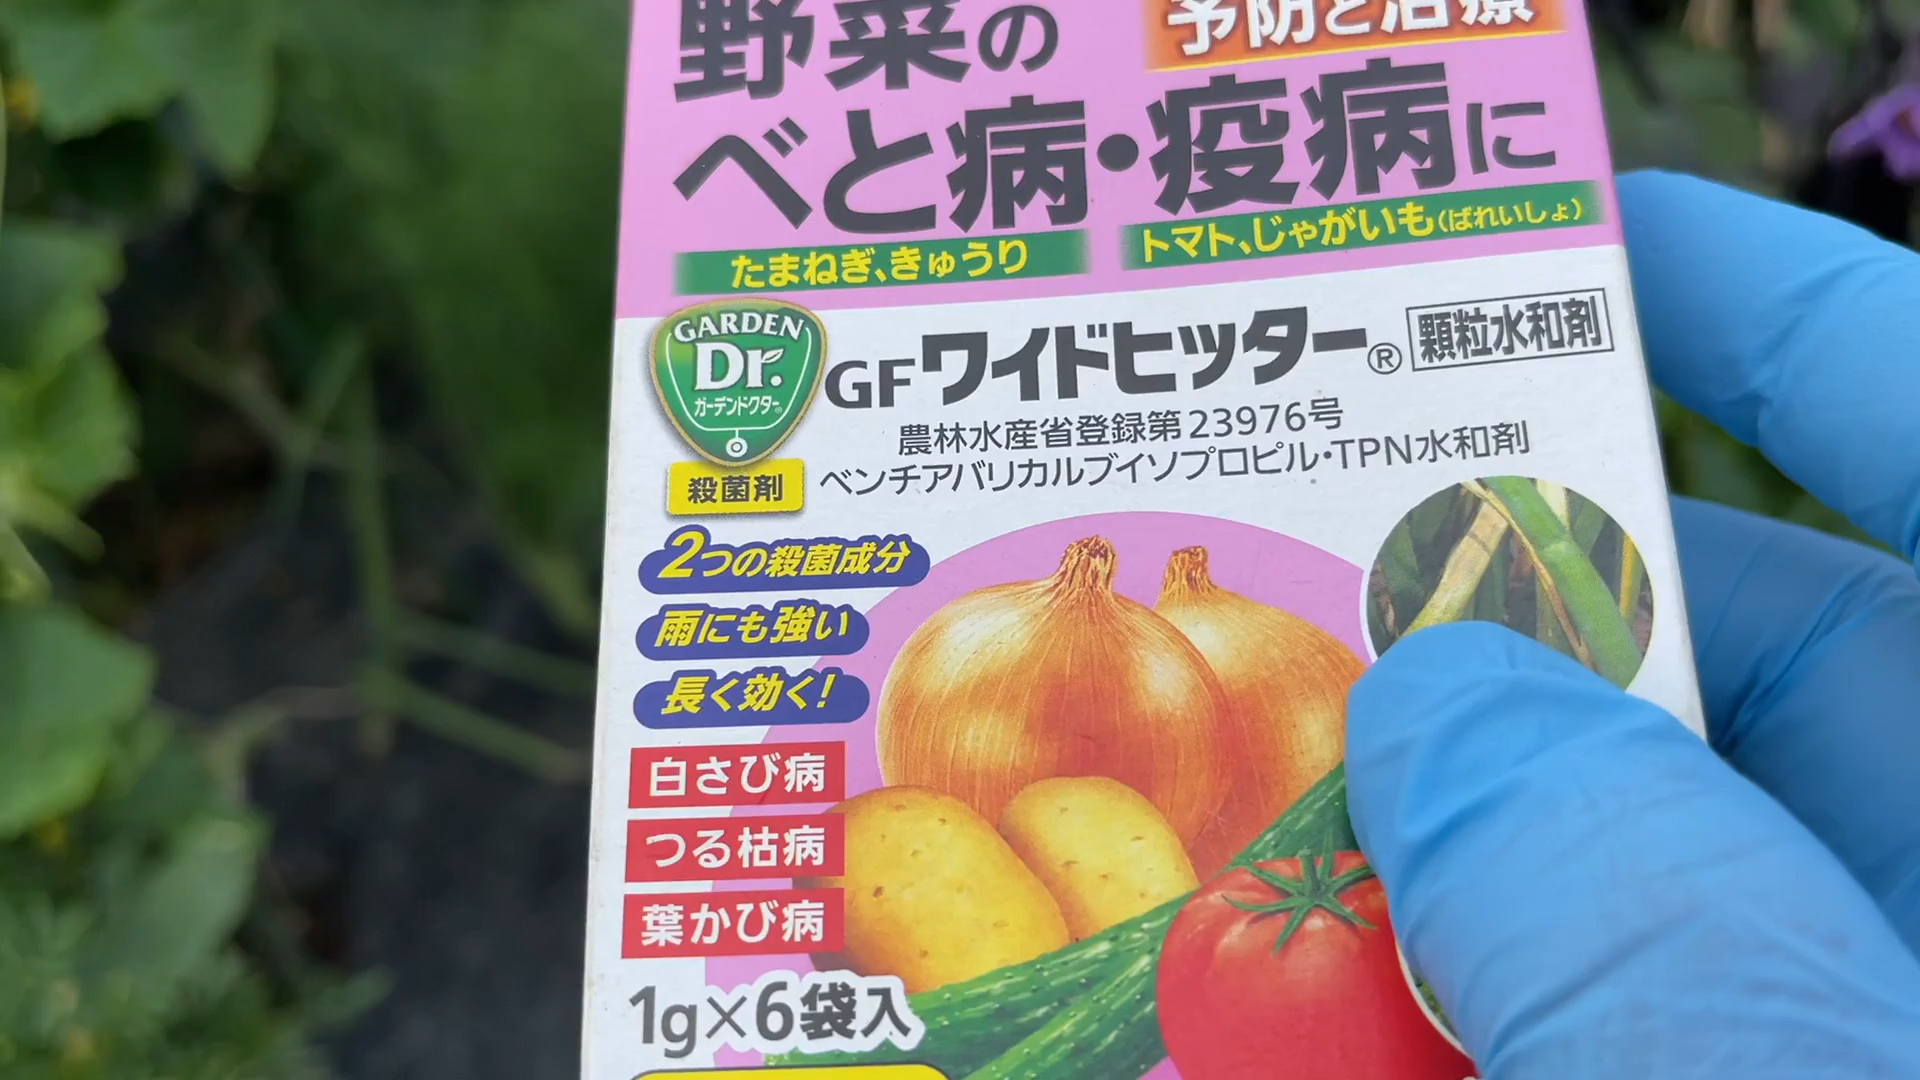 野菜の
予防と治療
べと病・疫病に
たまねぎ、きゅうり
トマト、じゃがいも(ばれいしょ)
GARDEN
Dr.
ガーデンドクター®
GFワイドヒッター®
顆粒水和剤
農林水産省登録第23976号
ベンチアバリカルブイソプロピル・TPN水和剤
殺菌剤
2つの殺菌成分
雨にも強い
長く効く!
白さび病
つる枯病
葉かび病
1g×6袋入